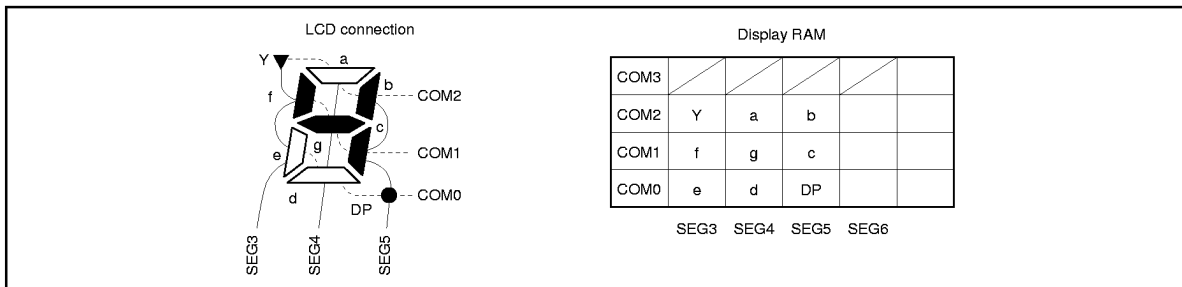 LCD connection
Y
a
b
f
COM2
c
g
COM1
e
d
DP
COM0
SEG3
SEG4
SEG5
Display RAM
COM3
COM2 Y a b
COM1 f g c
COM0 e d DP
SEG3 SEG4 SEG5 SEG6